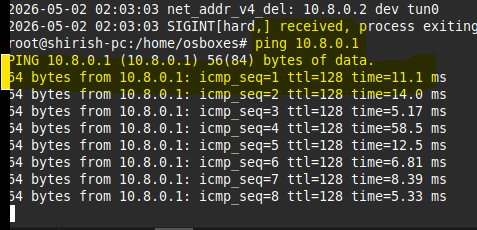 2026-05-02 02:03:03 net_addr_v4_del: 10.8.0.2 dev tun0
2026-05-02 02:03:03 SIGINT[hard,] received, process exiting
root@shirish-pc:/home/osboxes# ping 10.8.0.1
PING 10.8.0.1 (10.8.0.1) 56(84) bytes of data.
64 bytes from 10.8.0.1: icmp_seq=1 ttl=128 time=11.1 ms
64 bytes from 10.8.0.1: icmp_seq=2 ttl=128 time=14.0 ms
64 bytes from 10.8.0.1: icmp_seq=3 ttl=128 time=5.17 ms
64 bytes from 10.8.0.1: icmp_seq=4 ttl=128 time=58.5 ms
64 bytes from 10.8.0.1: icmp_seq=5 ttl=128 time=12.5 ms
64 bytes from 10.8.0.1: icmp_seq=6 ttl=128 time=6.81 ms
64 bytes from 10.8.0.1: icmp_seq=7 ttl=128 time=8.39 ms
64 bytes from 10.8.0.1: icmp_seq=8 ttl=128 time=5.33 ms